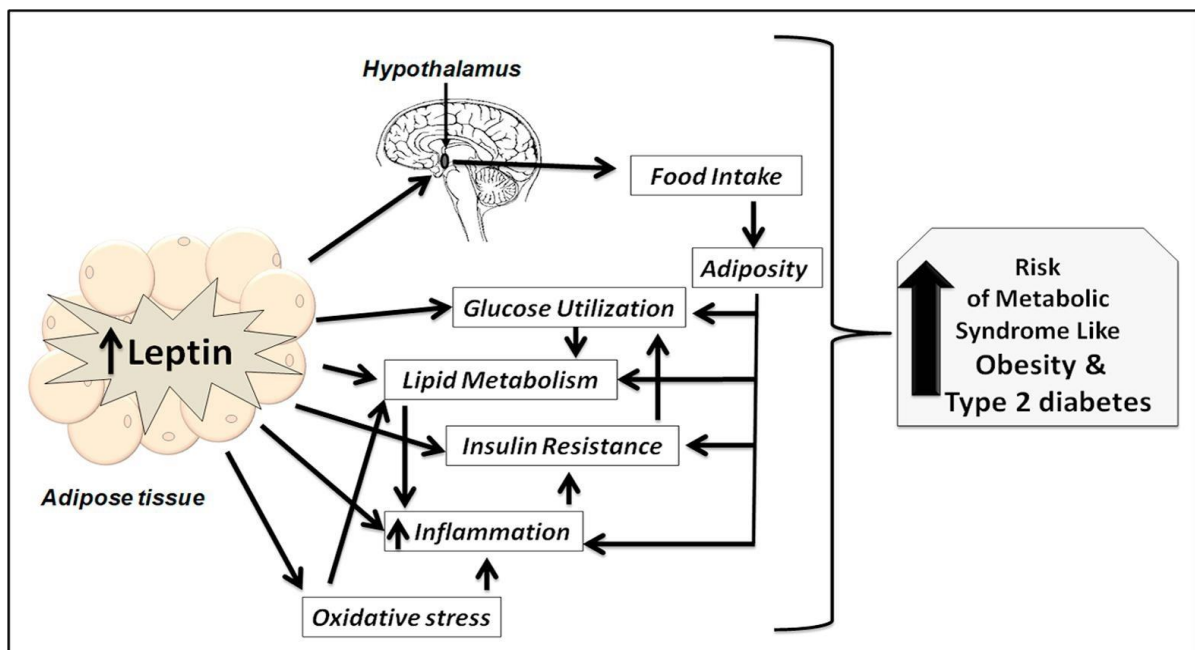 Hypothalamus
Food Intake
Adiposity
Glucose Utilization
Leptin
Lipid Metabolism
Insulin Resistance
Adipose tissue
Inflammation
Oxidative stress
Risk
of Metabolic
Syndrome Like
Obesity &
Type 2 diabetes